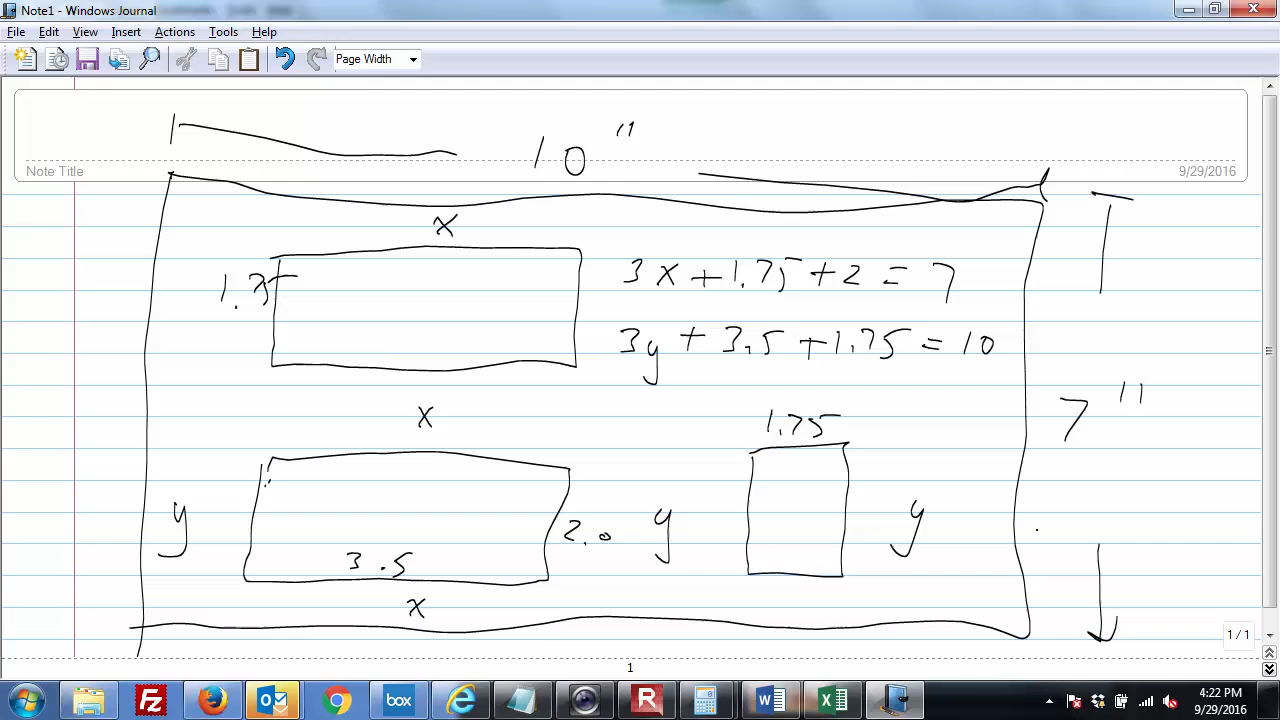 Note1 - Windows Journal
File Edit View Insert Actions Tools Help
Page Width
10"
Note Title
9/29/2016
x
1.75
3x + 1.75 + 2 = 7
3y + 3.5 + 1.75 = 10
x
1.75
7"
y
3.5
2.0
y
y
x
1 / 1
1
4:22 PM
9/29/2016